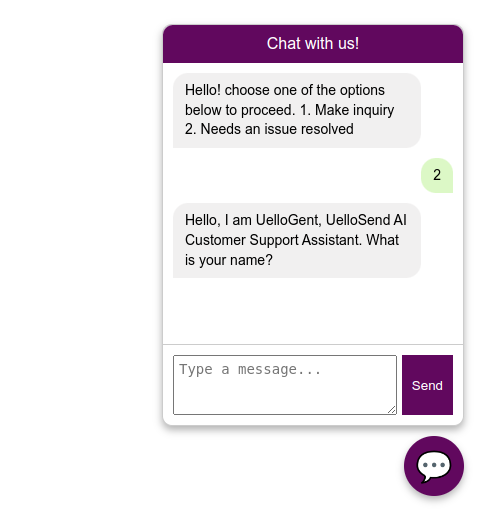 Chat with us!
Hello! choose one of the options
below to proceed. 1. Make inquiry
2. Needs an issue resolved
2
Hello, I am UelloGent, UelloSend AI
Customer Support Assistant. What
is your name?
Type a message...
Send